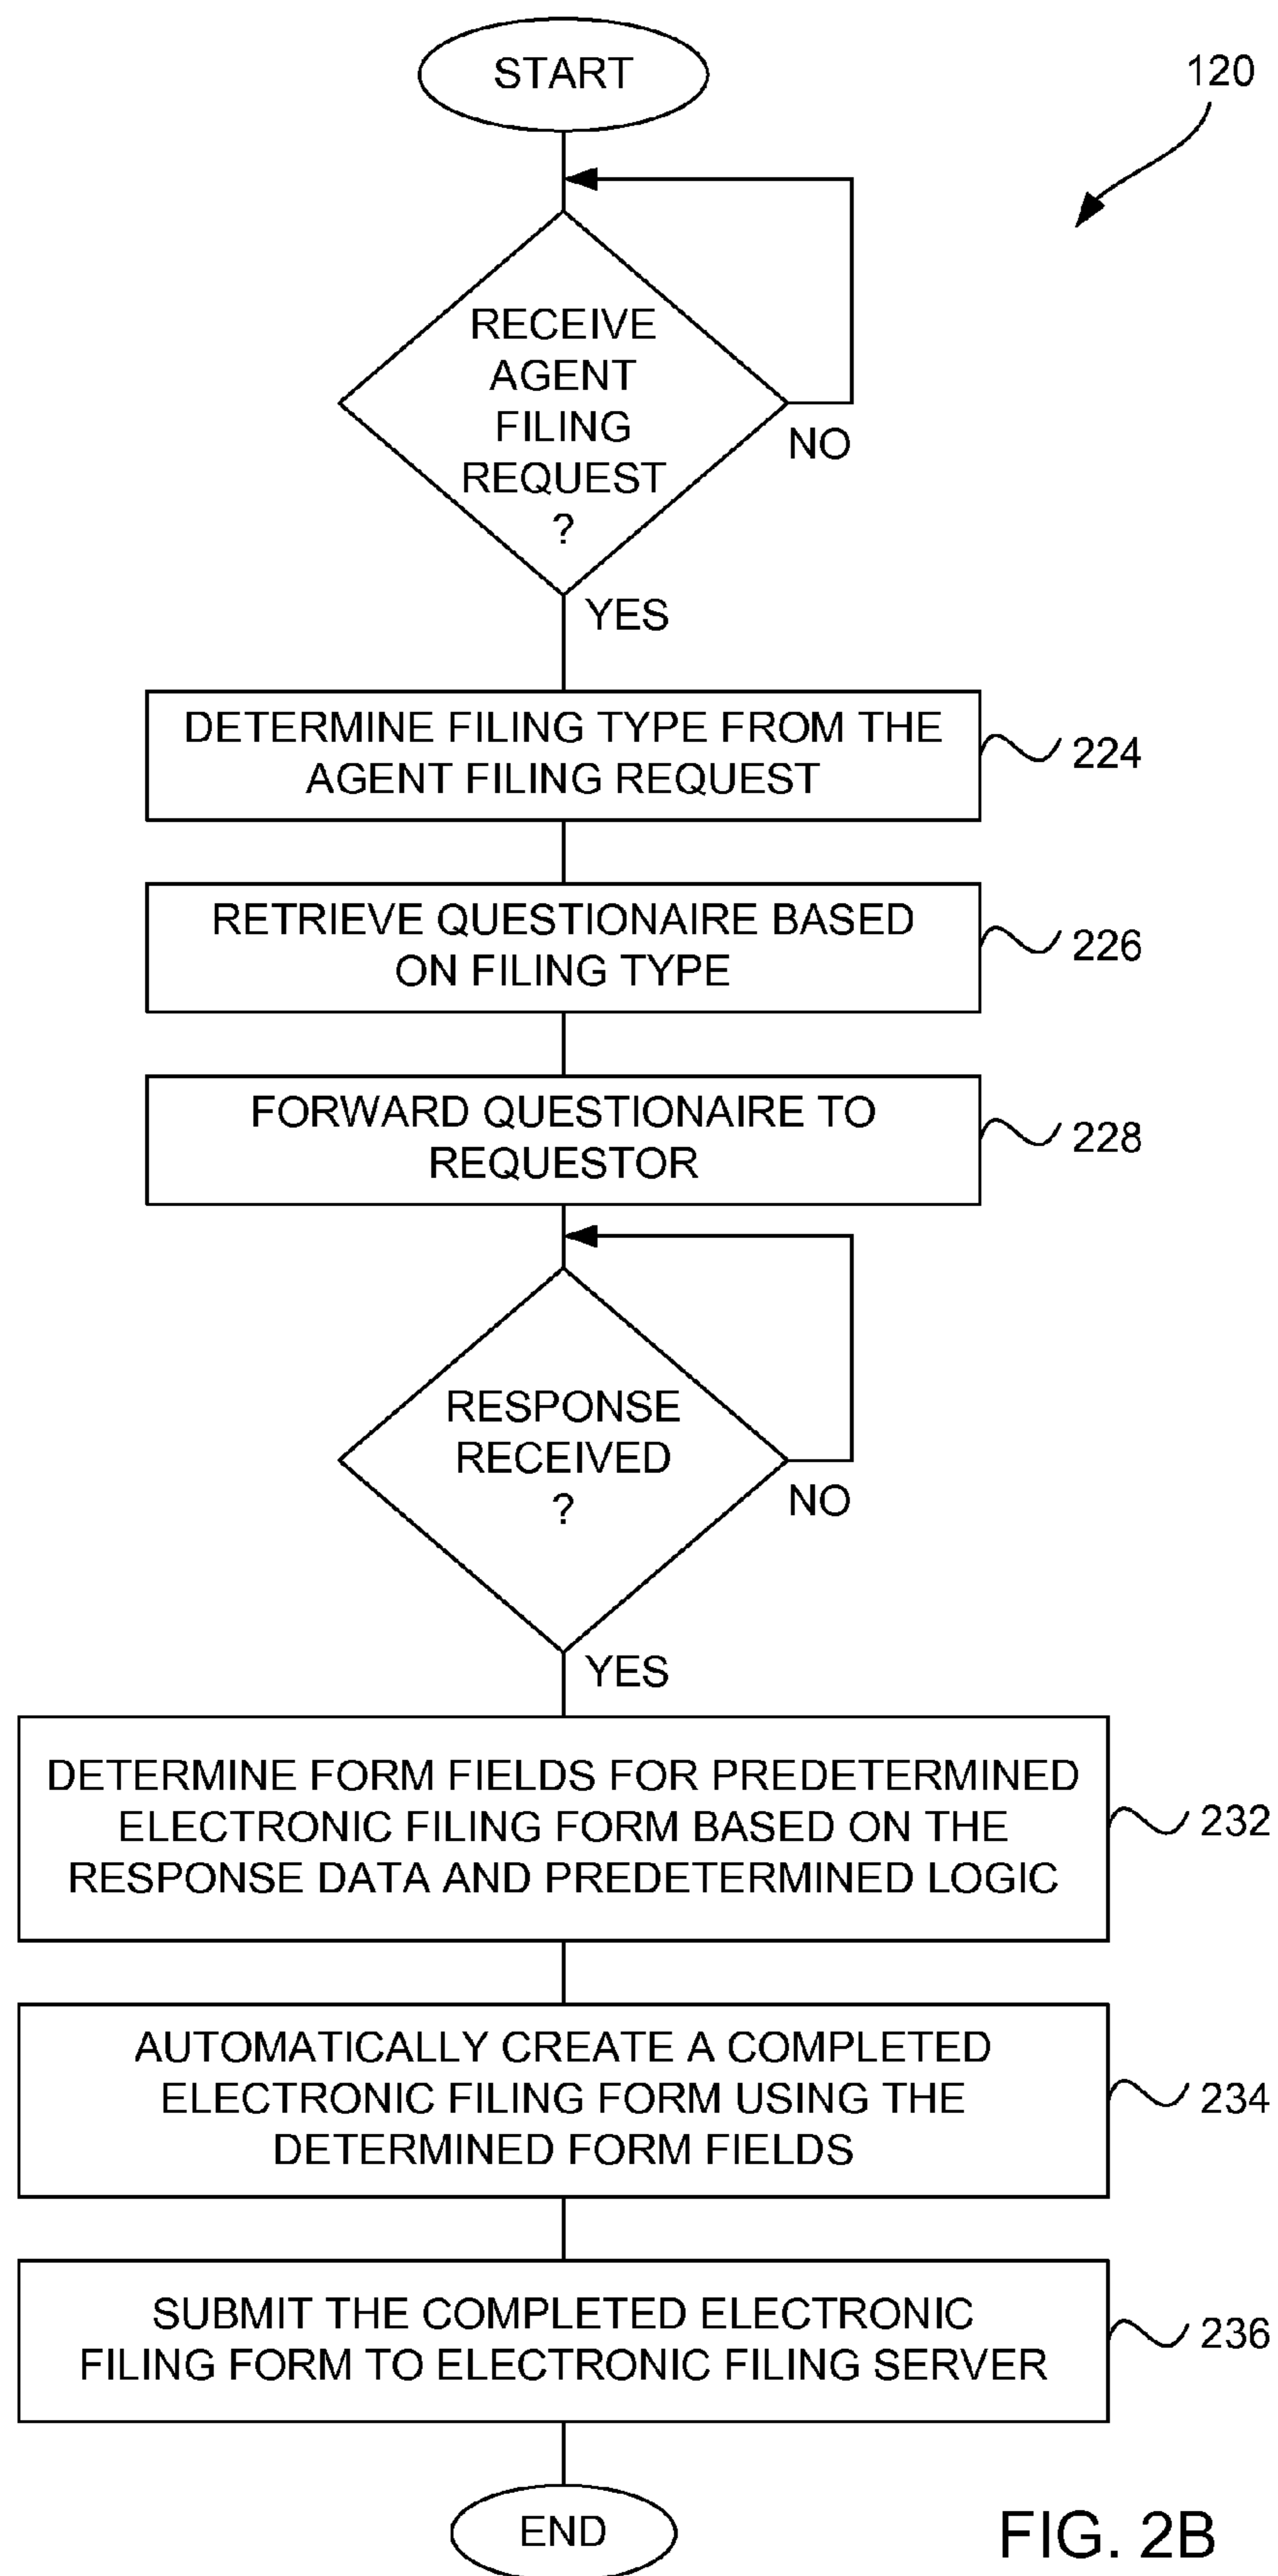 START
120
RECEIVE
AGENT
FILING
REQUEST
?
NO
YES
DETERMINE FILING TYPE FROM THE
AGENT FILING REQUEST
224
RETRIEVE QUESTIONAIRE BASED
ON FILING TYPE
226
FORWARD QUESTIONAIRE TO
REQUESTOR
228
RESPONSE
RECEIVED
?
NO
YES
DETERMINE FORM FIELDS FOR PREDETERMINED
ELECTRONIC FILING FORM BASED ON THE
RESPONSE DATA AND PREDETERMINED LOGIC
232
AUTOMATICALLY CREATE A COMPLETED
ELECTRONIC FILING FORM USING THE
DETERMINED FORM FIELDS
234
SUBMIT THE COMPLETED ELECTRONIC
FILING FORM TO ELECTRONIC FILING SERVER
236
END
FIG. 2B